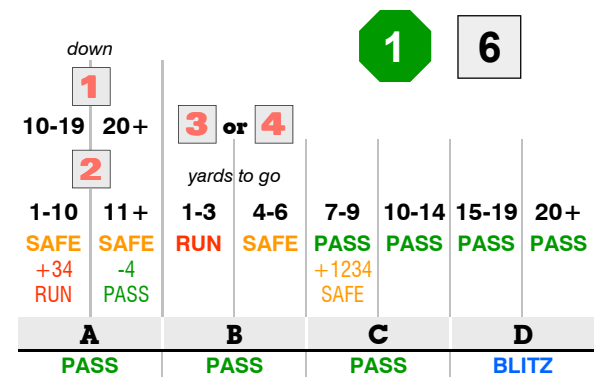 1 6
down
1
10-19 20+ 3 or 4
2 yards to go
1-10 11+ 1-3 4-6 7-9 10-14 15-19 20+
SAFE SAFE RUN SAFE PASS PASS PASS PASS
+34 -4 +1234
RUN PASS SAFE
A B C D
PASS PASS PASS BLITZ